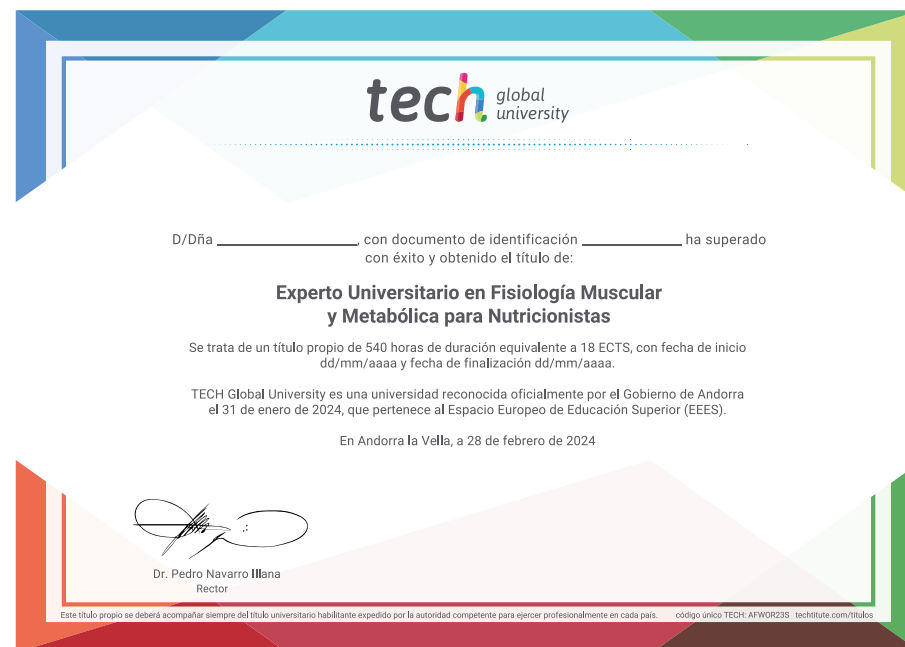 tech global university
D/Dña ____________________, con documento de identificación ______________ ha superado
con éxito y obtenido el título de:
Experto Universitario en Fisiología Muscular
y Metabólica para Nutricionistas
Se trata de un título propio de 540 horas de duración equivalente a 18 ECTS, con fecha de inicio
dd/mm/aaaa y fecha de finalización dd/mm/aaaa.
TECH Global University es una universidad reconocida oficialmente por el Gobierno de Andorra
el 31 de enero de 2024, que pertenece al Espacio Europeo de Educación Superior (EEES).
En Andorra la Vella, a 28 de febrero de 2024
Dr. Pedro Navarro Illana
Rector
Este título propio se deberá acompañar siempre del título universitario habilitante expedido por la autoridad competente para ejercer profesionalmente en cada país. código único TECH: AFWOR23S techtitute.com/titulos